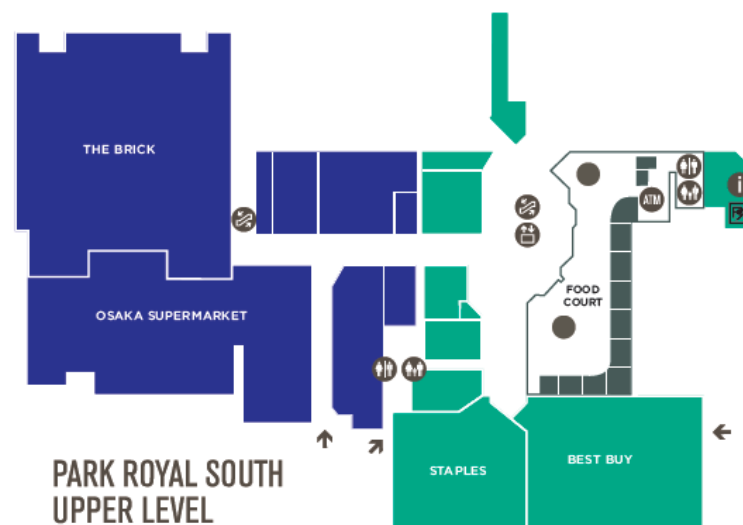 THE BRICK
OSAKA SUPERMARKET
ATM
i
FOOD
COURT
STAPLES
BEST BUY
PARK ROYAL SOUTH
UPPER LEVEL